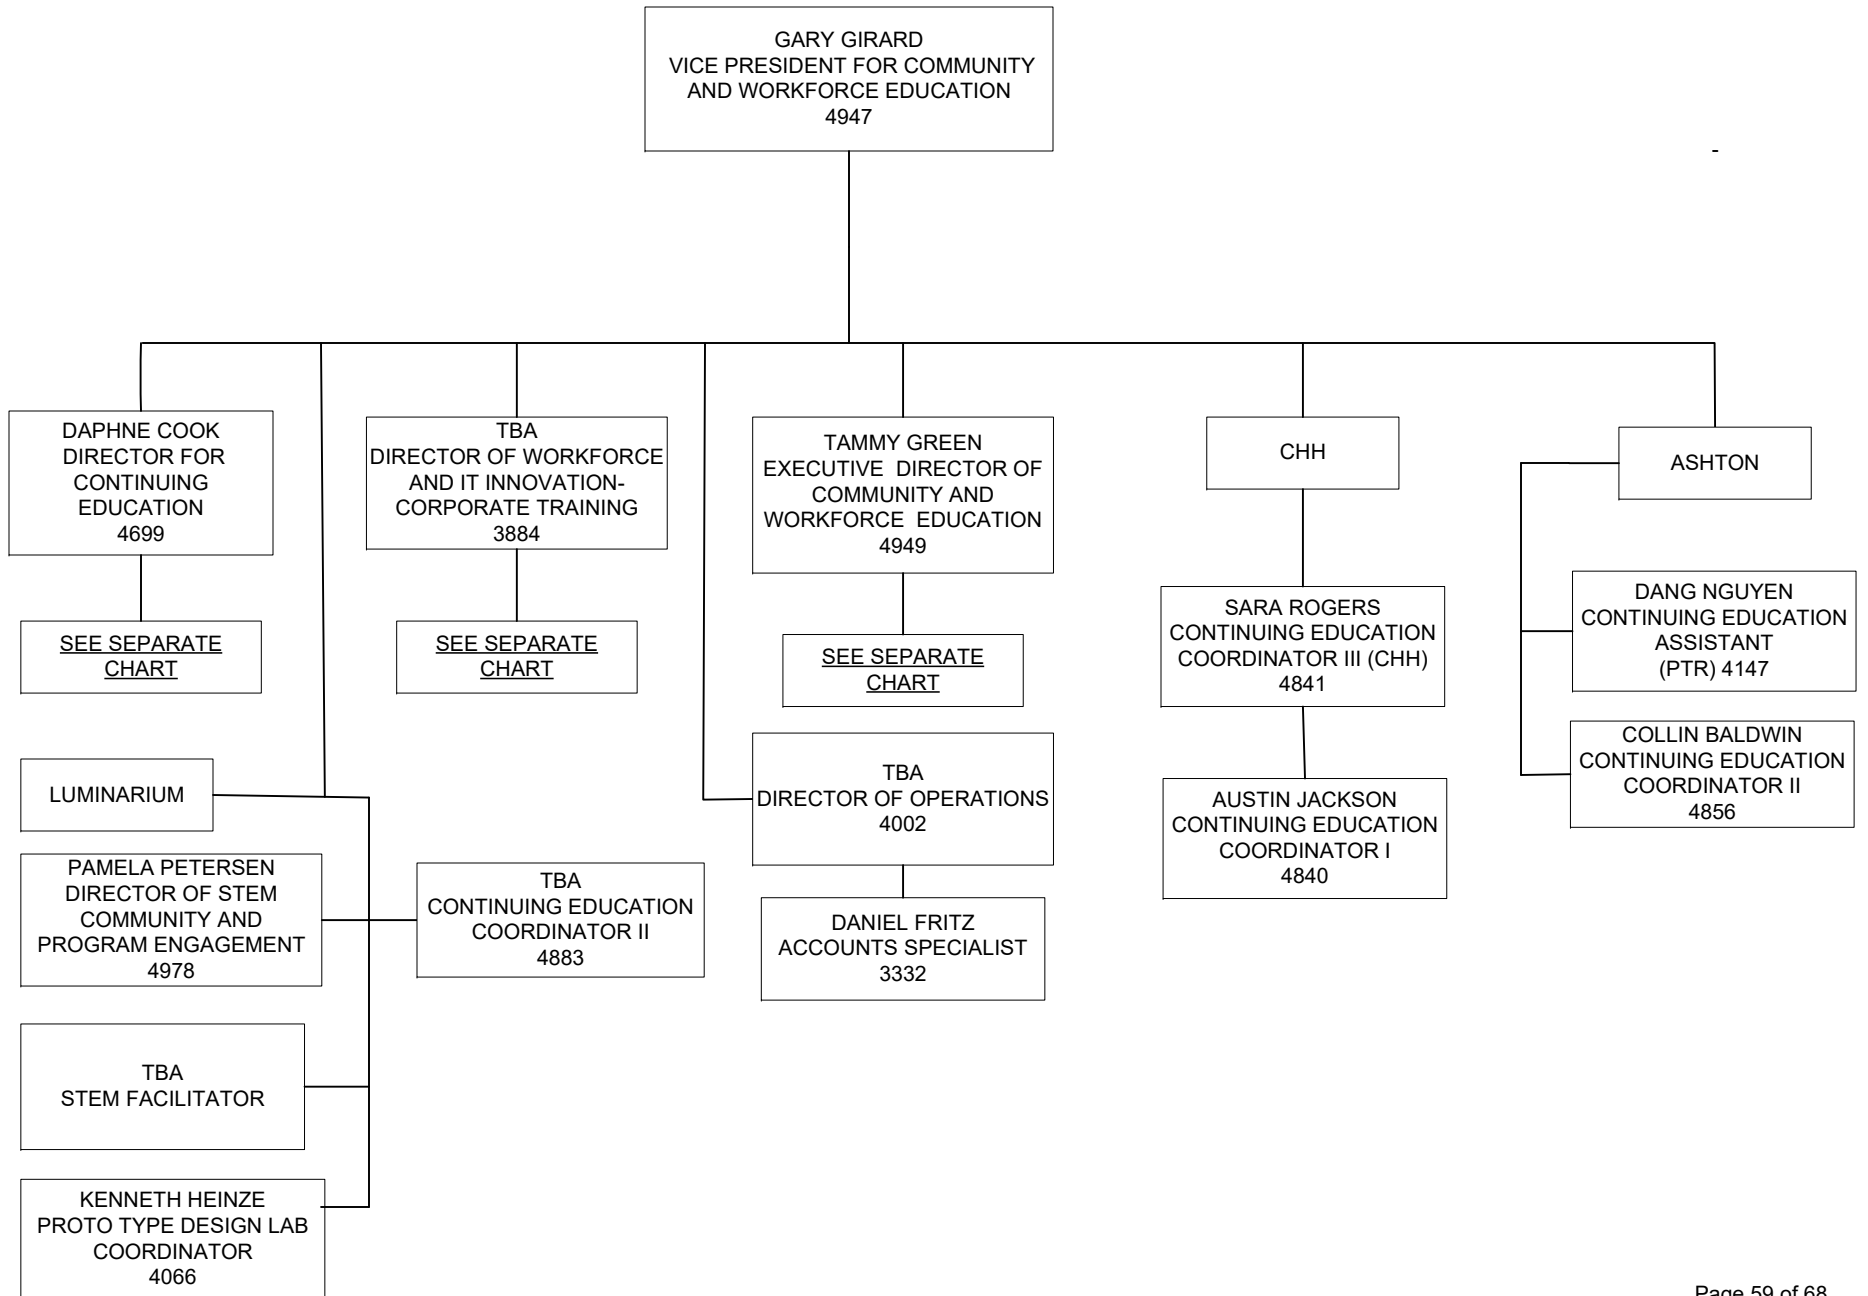 GARY GIRARD
VICE PRESIDENT FOR COMMUNITY
AND WORKFORCE EDUCATION
4947
-
DAPHNE COOK
DIRECTOR FOR
CONTINUING
EDUCATION
4699
SEE SEPARATE
CHART
TBA
DIRECTOR OF WORKFORCE
AND IT INNOVATION-
CORPORATE TRAINING
3884
SEE SEPARATE
CHART
TAMMY GREEN
EXECUTIVE DIRECTOR OF
COMMUNITY AND
WORKFORCE EDUCATION
4949
SEE SEPARATE
CHART
CHH
SARA ROGERS
CONTINUING EDUCATION
COORDINATOR III (CHH)
4841
AUSTIN JACKSON
CONTINUING EDUCATION
COORDINATOR I
4840
ASHTON
DANG NGUYEN
CONTINUING EDUCATION
ASSISTANT
(PTR) 4147
COLLIN BALDWIN
CONTINUING EDUCATION
COORDINATOR II
4856
LUMINARIUM
PAMELA PETERSEN
DIRECTOR OF STEM
COMMUNITY AND
PROGRAM ENGAGEMENT
4978
TBA
CONTINUING EDUCATION
COORDINATOR II
4883
TBA
STEM FACILITATOR
KENNETH HEINZE
PROTO TYPE DESIGN LAB
COORDINATOR
4066
TBA
DIRECTOR OF OPERATIONS
4002
DANIEL FRITZ
ACCOUNTS SPECIALIST
3332
Page 59 of 68